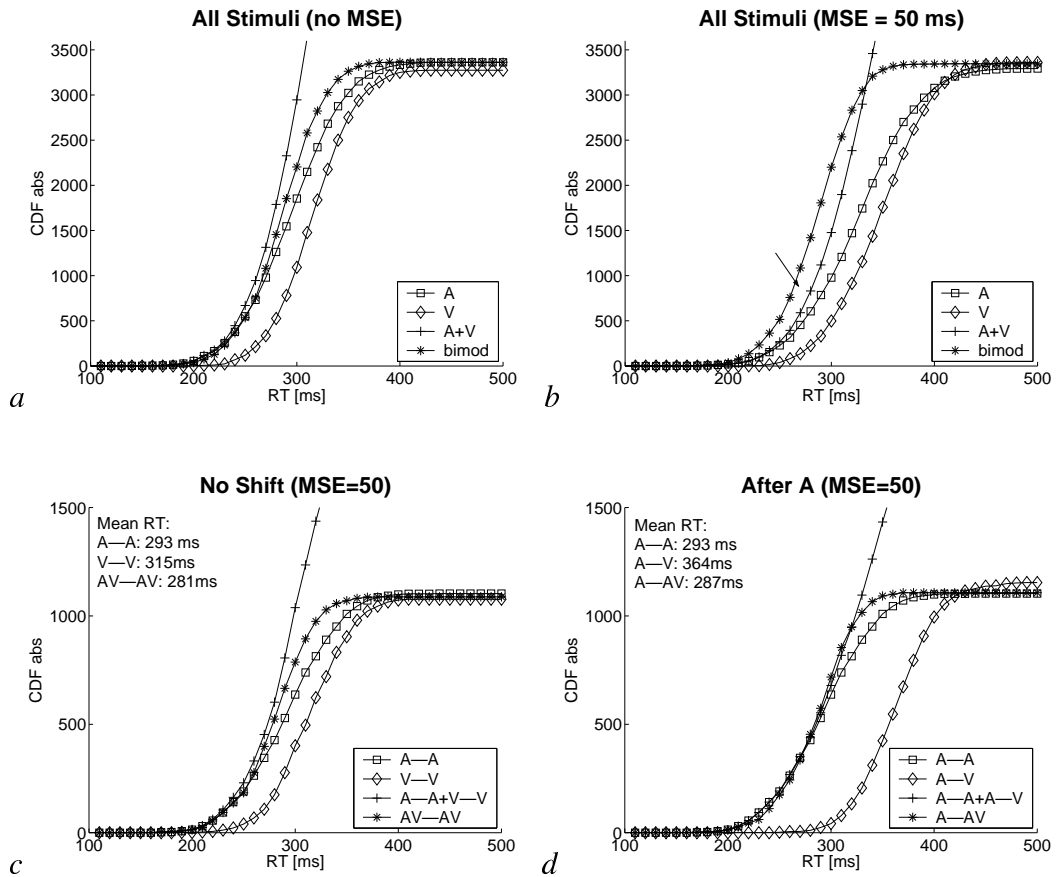 All Stimuli (no MSE)
3500
3000
2500
2000
1500
1000
500
0
CDF abs
100
200
300
400
500
RT [ms]
A
V
A+V
bimod
a
All Stimuli (MSE = 50 ms)
3500
3000
2500
2000
1500
1000
500
0
CDF abs
100
200
300
400
500
RT [ms]
A
V
A+V
bimod
b
No Shift (MSE=50)
Mean RT:
A—A: 293 ms
V—V: 315ms
AV—AV: 281ms
1500
1000
500
0
CDF abs
100
200
300
400
500
RT [ms]
A—A
V—V
A—A+V—V
AV—AV
c
After A (MSE=50)
Mean RT:
A—A: 293 ms
A—V: 364ms
A—AV: 287ms
1500
1000
500
0
CDF abs
100
200
300
400
500
RT [ms]
A—A
A—V
A—A+A—V
A—AV
d